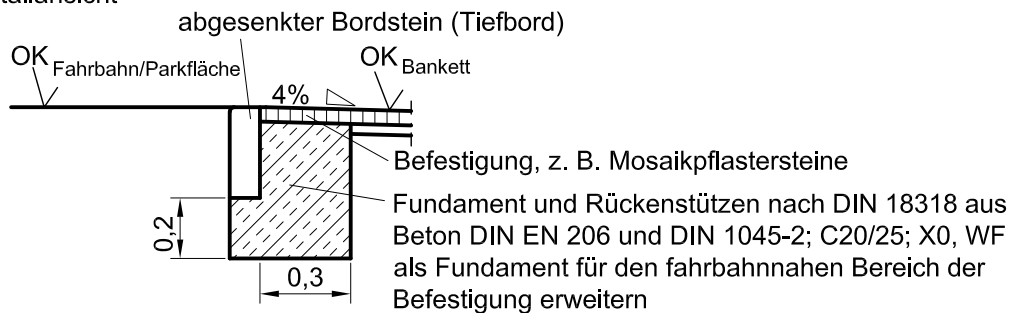 abgesenkter Bordstein (Tiefbord)
OK Fahrbahn/Parkfläche
OK Bankett
4%
Befestigung, z. B. Mosaikpflastersteine
Fundament und Rückenstützen nach DIN 18318 aus
Beton DIN EN 206 und DIN 1045-2; C20/25; X0, WF
als Fundament für den fahrbahnnahen Bereich der
Befestigung erweitern
0,2
0,3